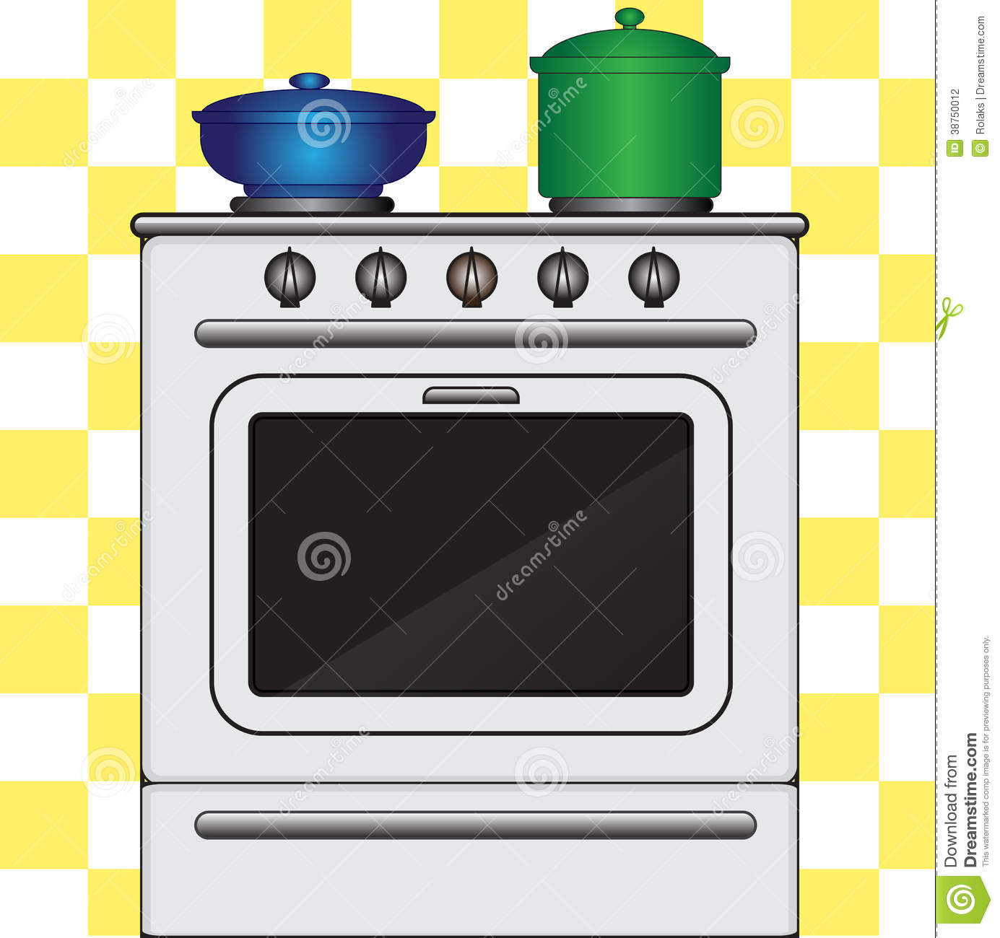 dreamstime
dreamstime
dreamstime
dreamstime
dreamstime
dreamstime
dreamstime
dreamstime
ID 38750012
© Rolaks | Dreamstime.com
Download from
Dreamstime.com
This watermarked comp image is for previewing purposes only.